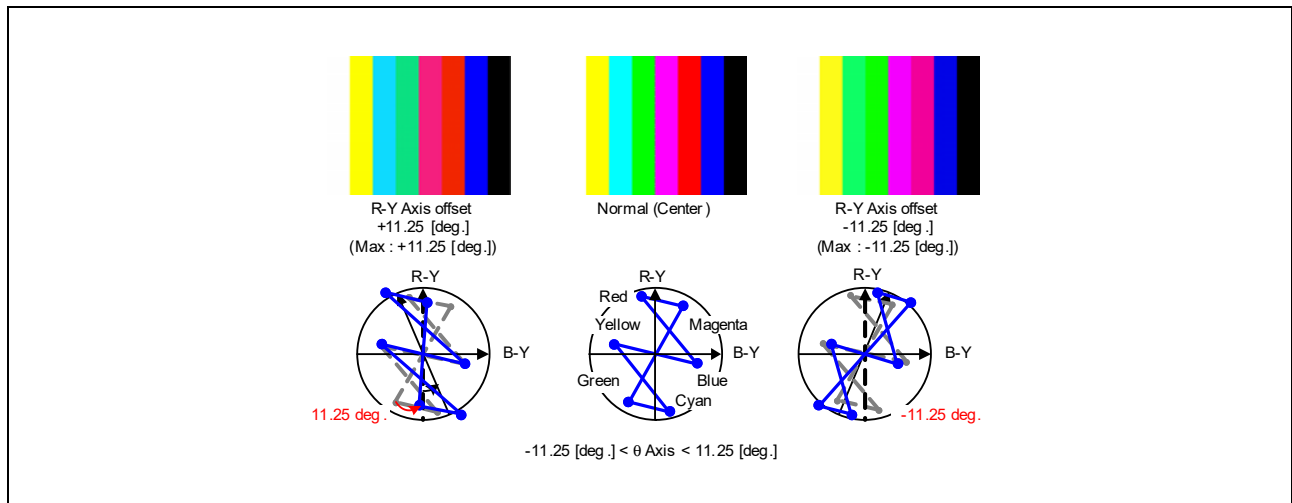 R-Y Axis offset
+11.25 [deg.]
(Max : +11.25 [deg.])
Normal (Center)
R-Y Axis offset
-11.25 [deg.]
(Max : -11.25 [deg.])
R-Y
B-Y
11.25 deg.
R-Y
Red
Magenta
Yellow
B-Y
Green
Blue
Cyan
R-Y
B-Y
-11.25 deg.
-11.25 [deg.] < θ Axis < 11.25 [deg.]